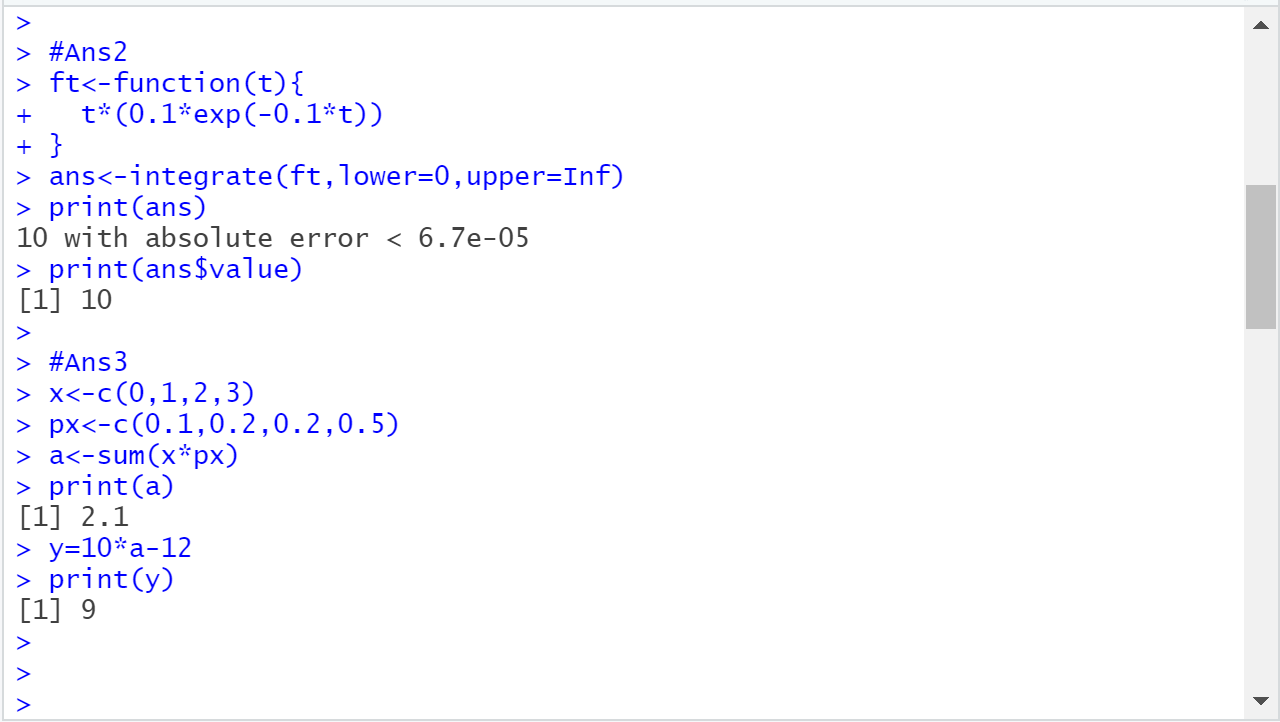 >
> #Ans2
> ft<-function(t){
+   t*(0.1*exp(-0.1*t))
+ }
> ans<-integrate(ft,lower=0,upper=Inf)
> print(ans)
10 with absolute error < 6.7e-05
> print(ans$value)
[1] 10
>
> #Ans3
> x<-c(0,1,2,3)
> px<-c(0.1,0.2,0.2,0.5)
> a<-sum(x*px)
> print(a)
[1] 2.1
> y=10*a-12
> print(y)
[1] 9
>
>
>